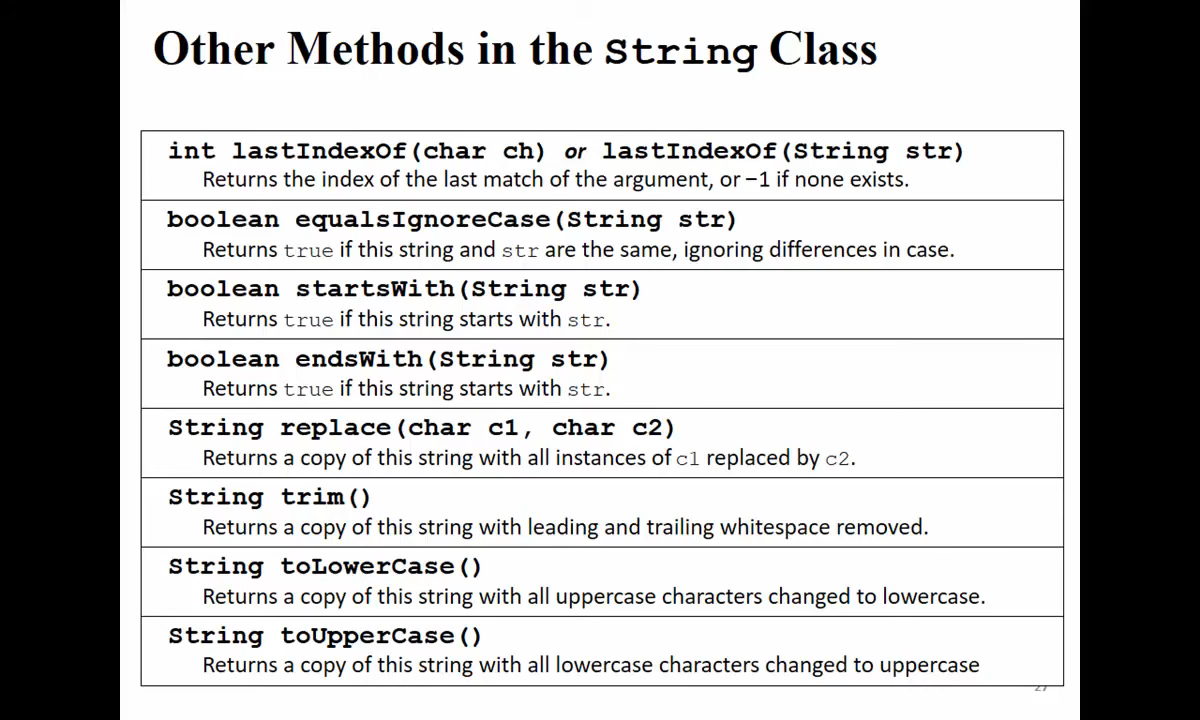 Other Methods in the String Class
int lastIndexOf(char ch) or lastIndexOf(String str)
Returns the index of the last match of the argument, or −1 if none exists.
boolean equalsIgnoreCase(String str)
Returns true if this string and str are the same, ignoring differences in case.
boolean startsWith(String str)
Returns true if this string starts with str.
boolean endsWith(String str)
Returns true if this string starts with str.
String replace(char c1, char c2)
Returns a copy of this string with all instances of c1 replaced by c2.
String trim()
Returns a copy of this string with leading and trailing whitespace removed.
String toLowerCase()
Returns a copy of this string with all uppercase characters changed to lowercase.
String toUpperCase()
Returns a copy of this string with all lowercase characters changed to uppercase
27